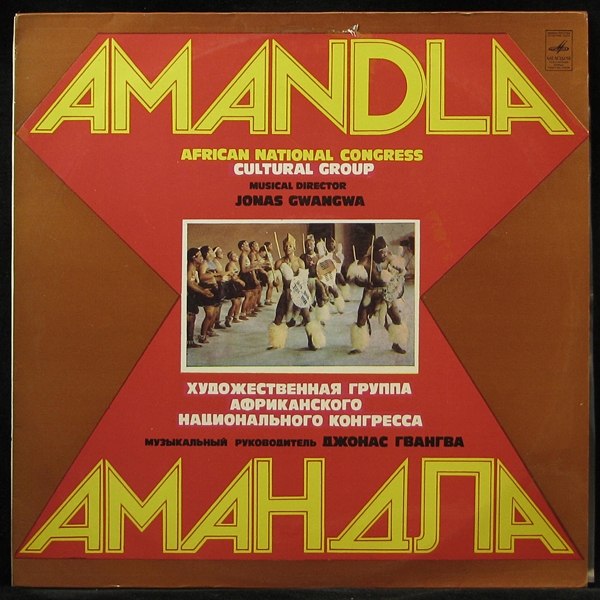 AMANDLA
AFRICAN NATIONAL CONGRESS
CULTURAL GROUP
MUSICAL DIRECTOR
JONAS GWANGWA
ХУДОЖЕСТВЕННАЯ ГРУППА
АФРИКАНСКОГО
НАЦИОНАЛЬНОГО КОНГРЕССА
МУЗЫКАЛЬНЫЙ РУКОВОДИТЕЛЬ ДЖОНАС ГВАНГВА
АМАНДЛА